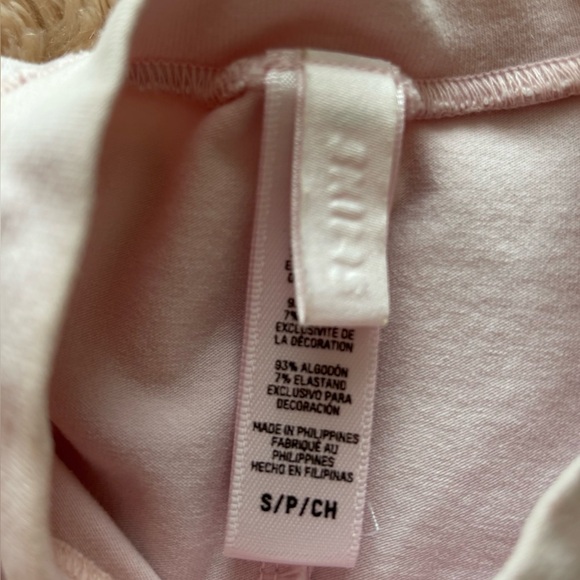 SKIMS
7%
EXCLUSIVITE DE
LA DÉCORATION
93% ALGODÓN
7% ELASTANO
EXCLUSIVO PARA
DECORACIÓN
MADE IN PHILIPPINES
FABRIQUÉ AU
PHILIPPINES
HECHO EN FILIPINAS
S/P/CH